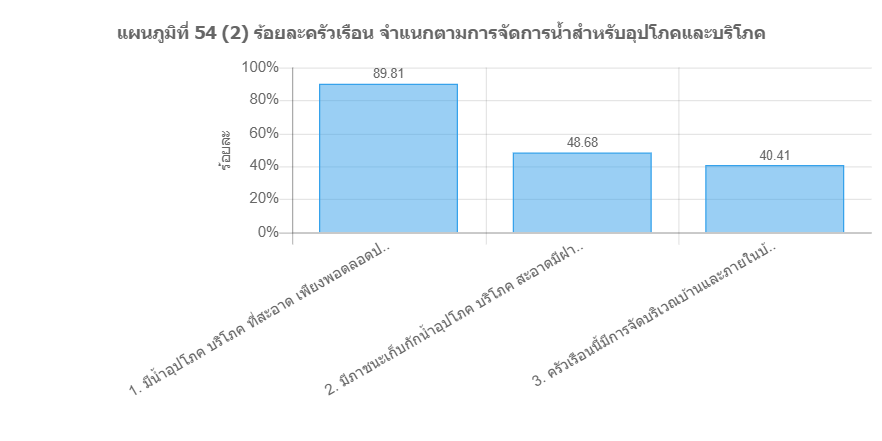 แผนภูมิที่ 54 (2) ร้อยละครัวเรือน จำแนกตามการจัดการน้ำสำหรับอุปโภคและบริโภค
100%
89.81
80%
60%
48.68
ร้อยละ
40.41
40%
20%
0%
1. มีน้ำอุปโภค บริโภค ที่สะอาด เพียงพอตลอดป..
2. มีภาชนะเก็บกักน้ำอุปโภค บริโภค สะอาดมีฝา..
3. ครัวเรือนนี้มีการจัดบริเวณบ้านและภายในบ้..